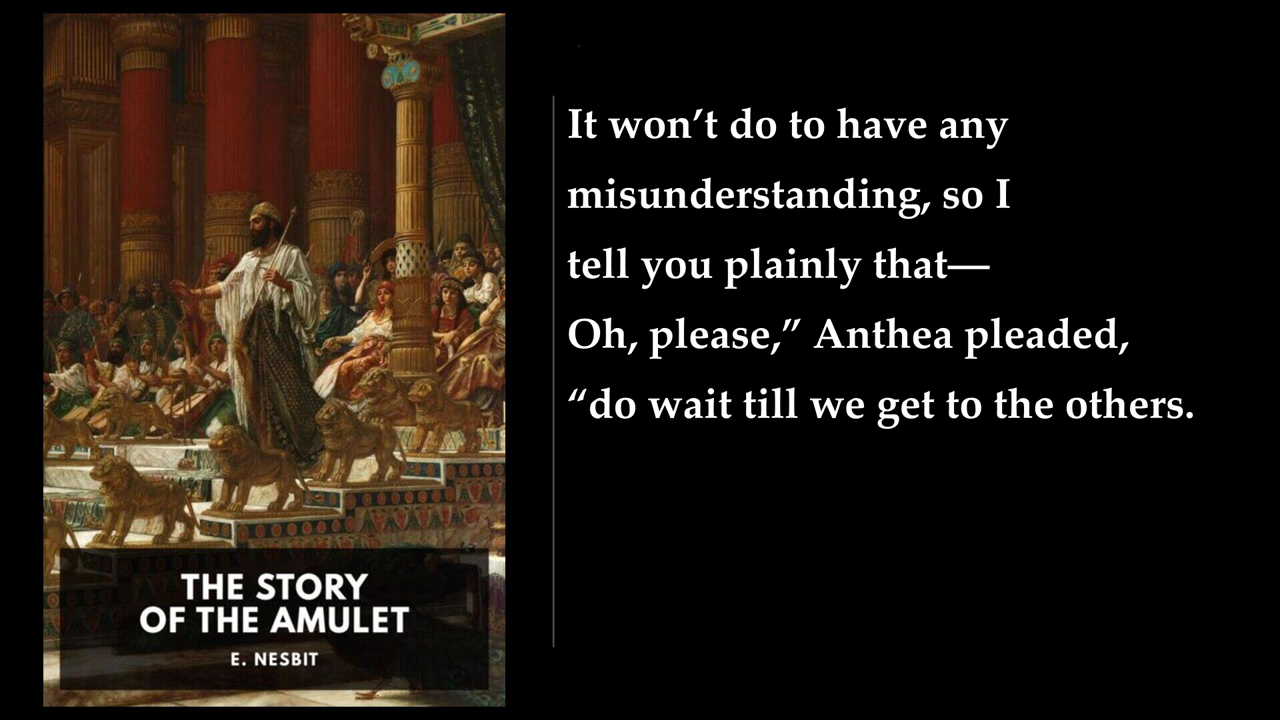 THE STORY
OF THE AMULET
E. NESBIT
It won’t do to have any
misunderstanding, so I
tell you plainly that—
Oh, please,” Anthea pleaded,
“do wait till we get to the others.